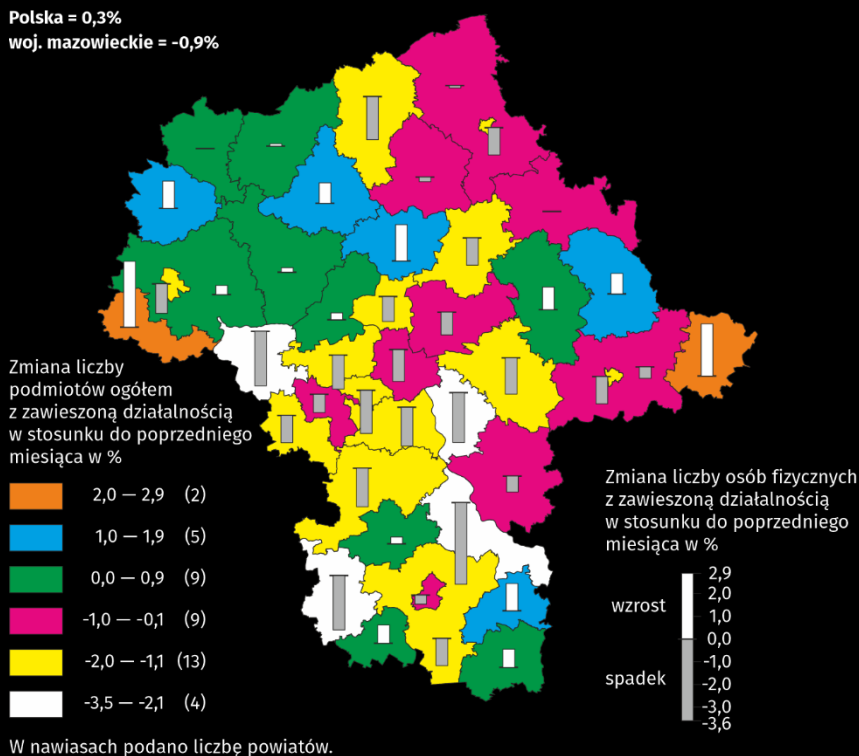 Polska = 0,3%
woj. mazowieckie = -0,9%
Zmiana liczby
podmiotów ogółem
z zawieszoną działalnością
w stosunku do poprzedniego
miesiąca w %
2,0 — 2,9 (2)
1,0 — 1,9 (5)
0,0 — 0,9 (9)
-1,0 — -0,1 (9)
-2,0 — -1,1 (13)
-3,5 — -2,1 (4)
W nawiasach podano liczbę powiatów.
Zmiana liczby osób fizycznych
z zawieszoną działalnością
w stosunku do poprzedniego
miesiąca w %
wzrost
spadek
2,9
2,0
1,0
0,0
-1,0
-2,0
-3,0
-3,6